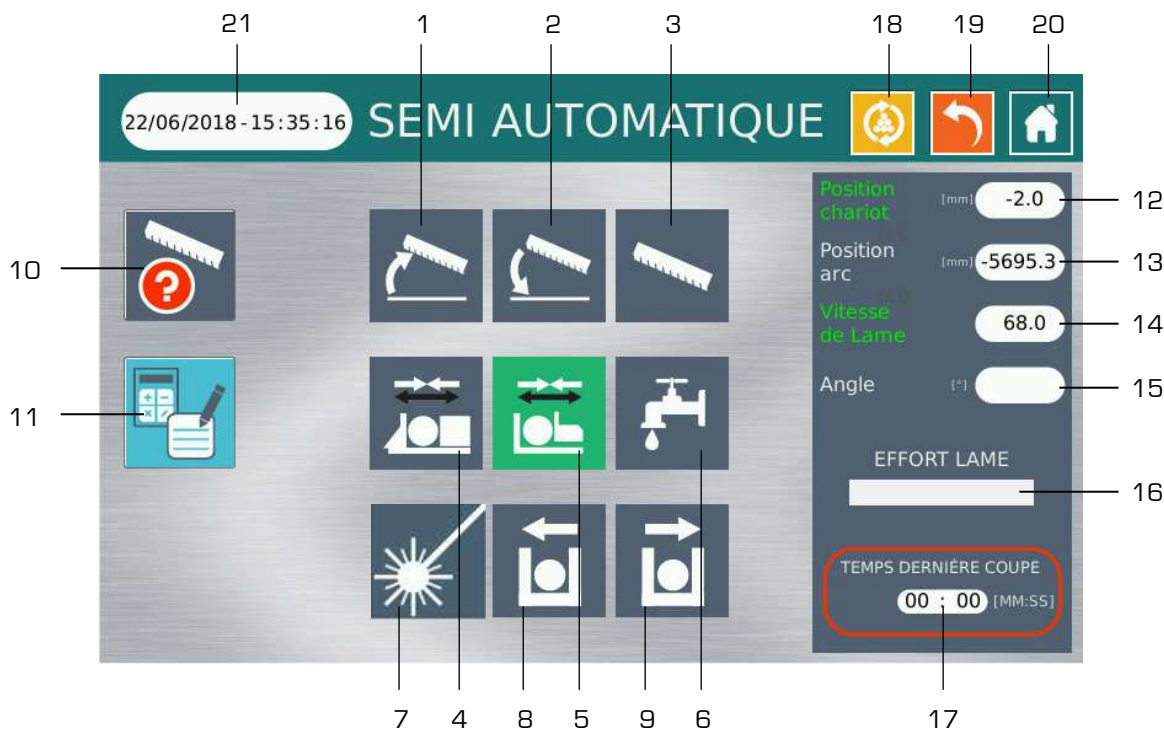 21 1 2 3 18 19 20
22/06/2018-15:35:16 SEMI AUTOMATIQUE
Position
chariot [mm] -2.0 12
10 ?
Position
arc [mm] -5695.3 13
Vitesse
de Lame 68.0 14
11
Angle [°] 15
EFFORT LAME
16
TEMPS DERNIÈRE COUPE
00 : 00 [MM:SS]
7 4 8 5 9 6 17